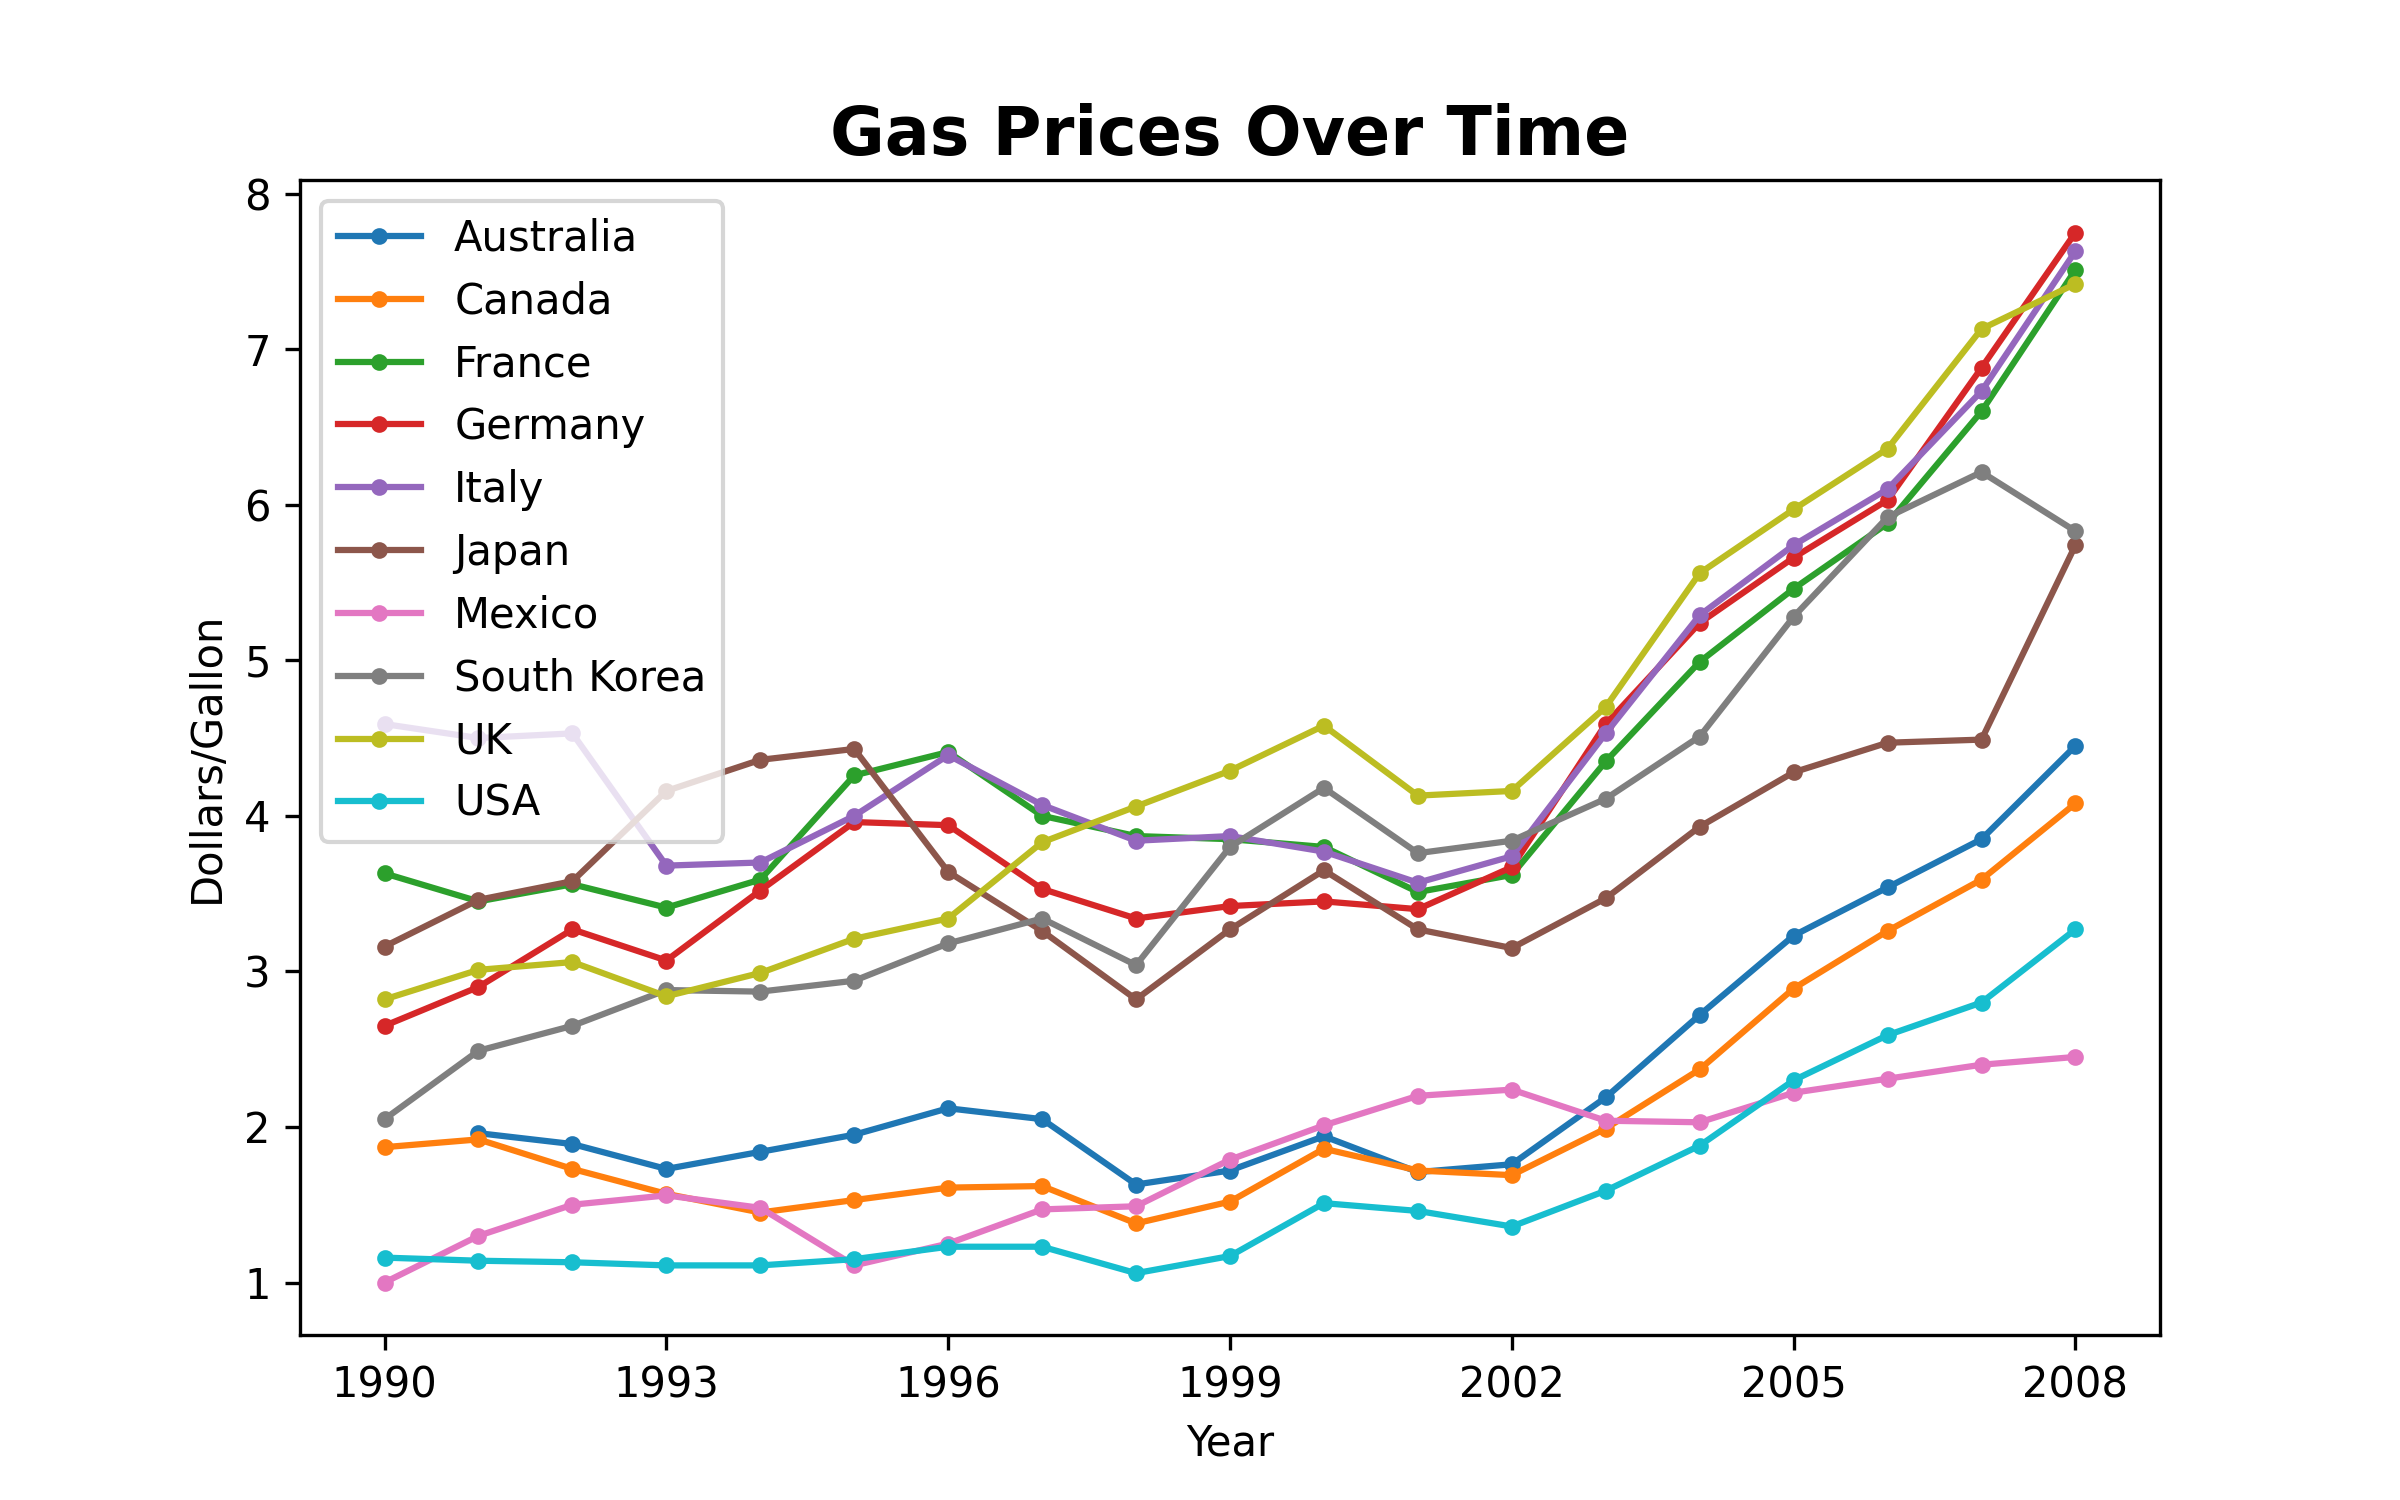 Gas Prices Over Time
8
7
6
5
4
3
2
1
Dollars/Gallon
Australia
Canada
France
Germany
Italy
Japan
Mexico
South Korea
UK
USA
1990 1993 1996 1999 2002 2005 2008
Year